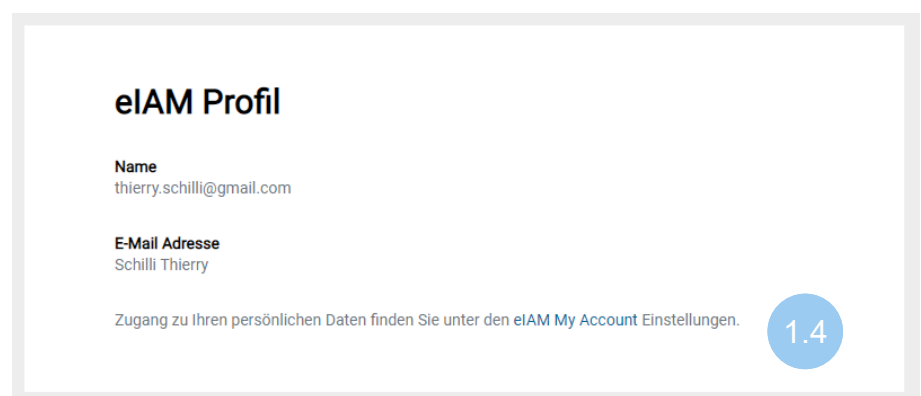 eIAM Profil
Name
thierry.schilli@gmail.com
E-Mail Adresse
Schilli Thierry
Zugang zu Ihren persönlichen Daten finden Sie unter den eIAM My Account Einstellungen.
1.4